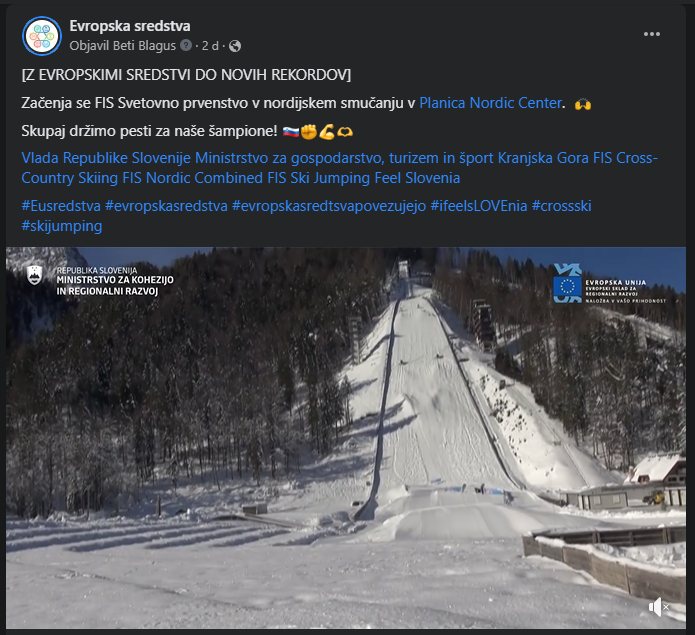 Evropska sredstva
Objavil Beti Blagus · 2 d ·
[Z EVROPSKIMI SREDSTVI DO NOVIH REKORDOV]
Začenja se FIS Svetovno prvenstvo v nordijskem smučanju v Planica Nordic Center. 🙌
Skupaj držimo pesti za naše šampione! 🇸🇮✊💪🫶
Vlada Republike Slovenije Ministrstvo za gospodarstvo, turizem in šport Kranjska Gora FIS Cross-
Country Skiing FIS Nordic Combined FIS Ski Jumping Feel Slovenia
#Eusredstva #evropskasredstva #evropskasredtsvapovezujejo #ifeelsLOVEnia #crossski
#skijumping
REPUBLIKA SLOVENIJA
MINISTRSTVO ZA KOHEZIJO
IN REGIONALNI RAZVOJ
EVROPSKA UNIJA
EVROPSKI SKLAD ZA
REGIONALNI RAZVOJ
NALOŽBA V VAŠO PRIHODNOST